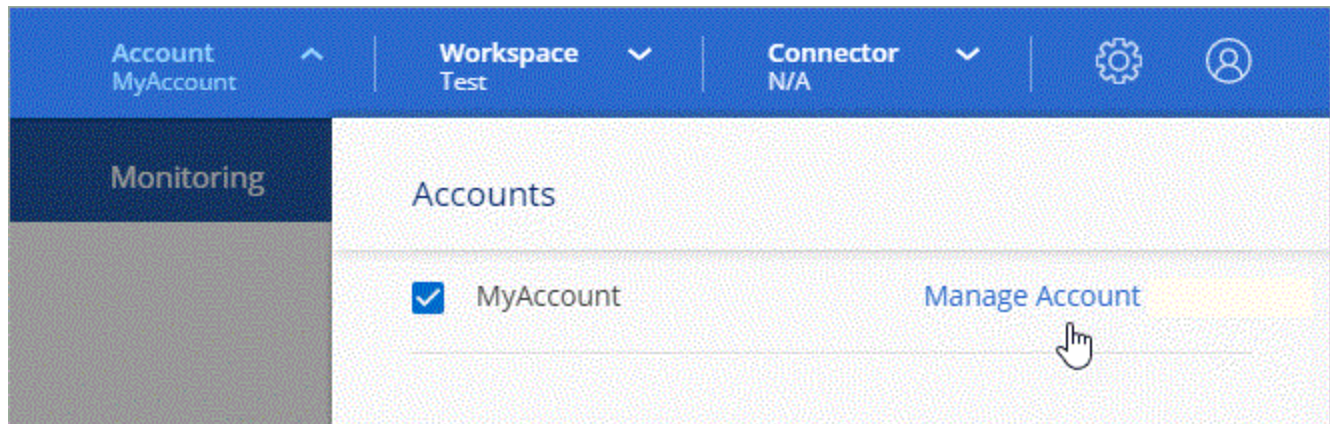 Account Workspace Connector
MyAccount Test N/A
Monitoring
Accounts
MyAccount Manage Account